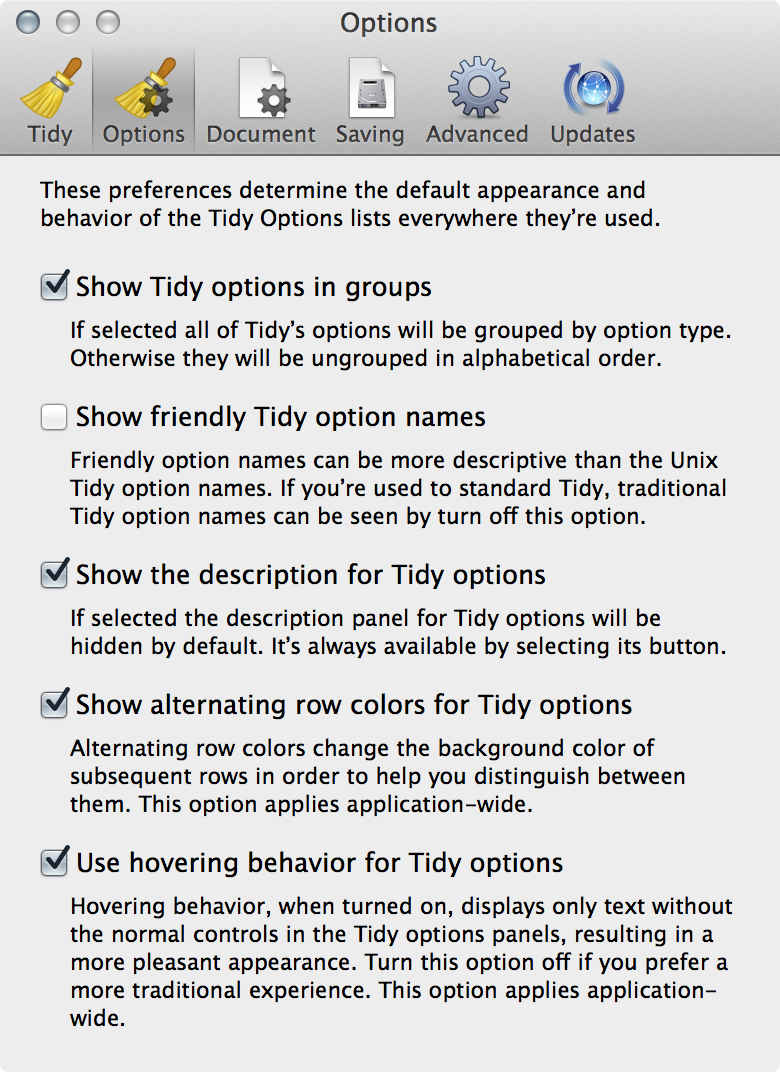 Options
Tidy Options Document Saving Advanced Updates
These preferences determine the default appearance and
behavior of the Tidy Options lists everywhere they’re used.
Show Tidy options in groups
If selected all of Tidy’s options will be grouped by option type.
Otherwise they will be ungrouped in alphabetical order.
Show friendly Tidy option names
Friendly option names can be more descriptive than the Unix
Tidy option names. If you’re used to standard Tidy, traditional
Tidy option names can be seen by turn off this option.
Show the description for Tidy options
If selected the description panel for Tidy options will be
hidden by default. It’s always available by selecting its button.
Show alternating row colors for Tidy options
Alternating row colors change the background color of
subsequent rows in order to help you distinguish between
them. This option applies application-wide.
Use hovering behavior for Tidy options
Hovering behavior, when turned on, displays only text without
the normal controls in the Tidy options panels, resulting in a
more pleasant appearance. Turn this option off if you prefer a
more traditional experience. This option applies application-
wide.